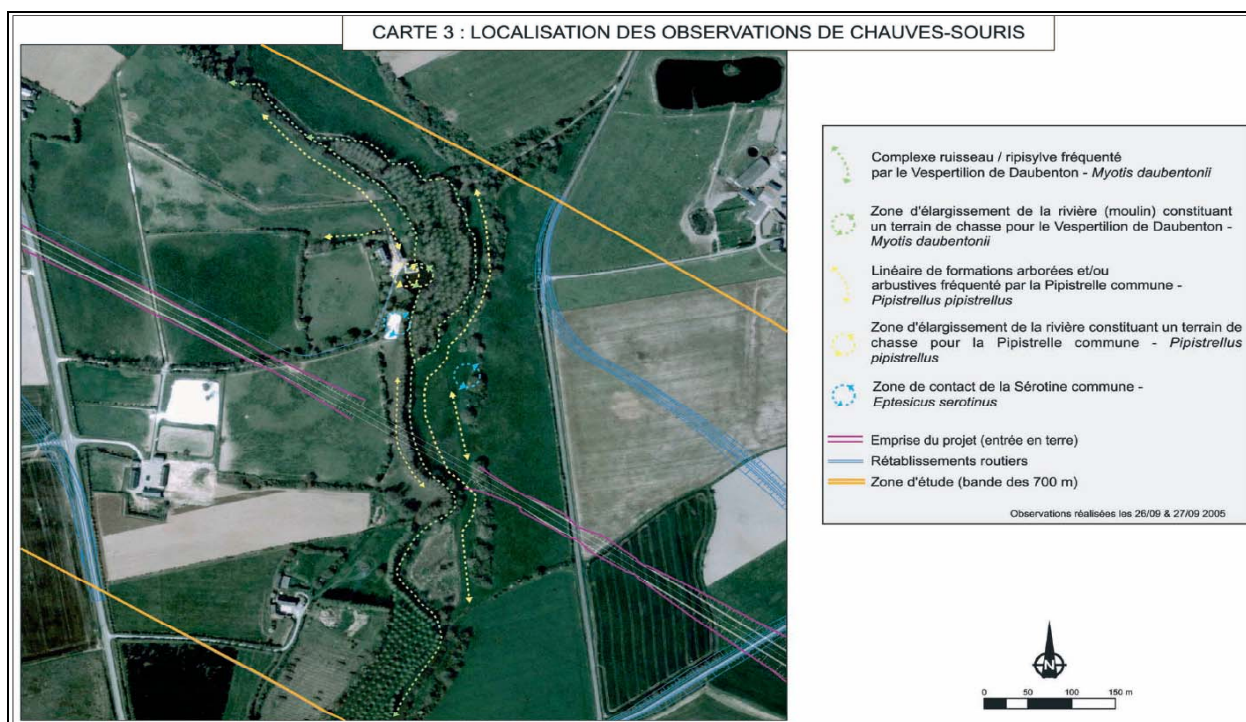 CARTE 3 : LOCALISATION DES OBSERVATIONS DE CHAUVES-SOURIS
Complexe ruisseau / ripisylve fréquenté
par le Vespertilion de Daubenton - Myotis daubentonii
Zone d'élargissement de la rivière (moulin) constituant
un terrain de chasse pour le Vespertilion de Daubenton -
Myotis daubentonii
Linéaire de formations arborées et/ou
arbustives fréquenté par la Pipistrelle commune -
Pipistrellus pipistrellus
Zone d'élargissement de la rivière constituant un terrain de
chasse pour la Pipistrelle commune - Pipistrellus
pipistrellus
Zone de contact de la Sérotine commune -
Eptesicus serotinus
Emprise du projet (entrée en terre)
Rétablissements routiers
Zone d'étude (bande des 700 m)
Observations réalisées les 26/09 & 27/09 2005
N
0 50 100 150 m